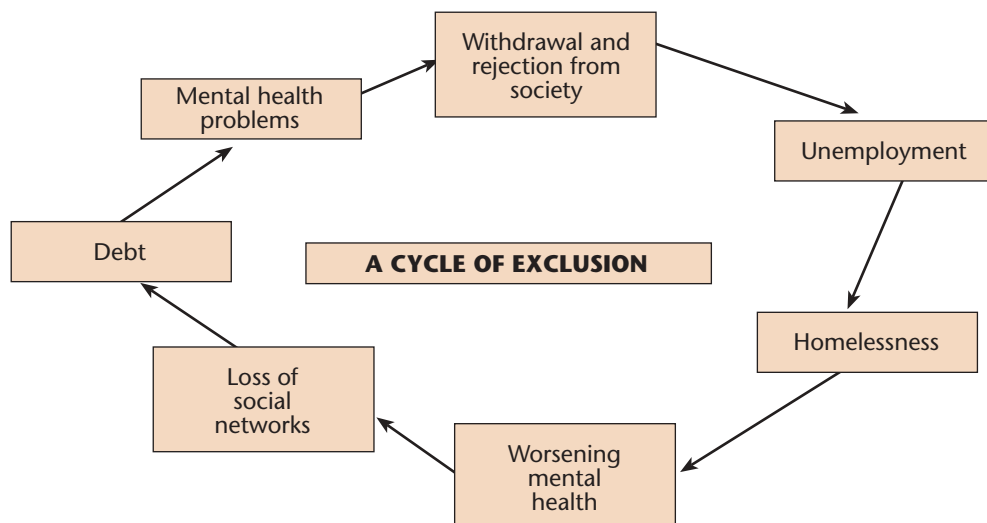 Withdrawal and
rejection from
society
Mental health
problems
Unemployment
Debt
A CYCLE OF EXCLUSION
Homelessness
Loss of
social
networks
Worsening
mental
health